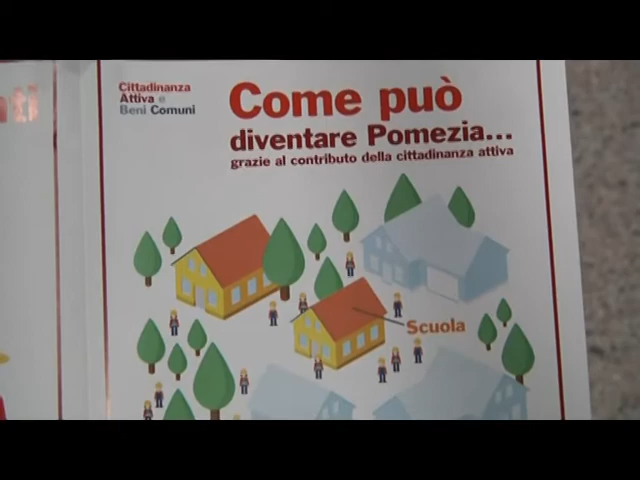 Cittadinanza
Attiva e
Beni Comuni
Come può
diventare Pomezia...
grazie al contributo della cittadinanza attiva
Scuola